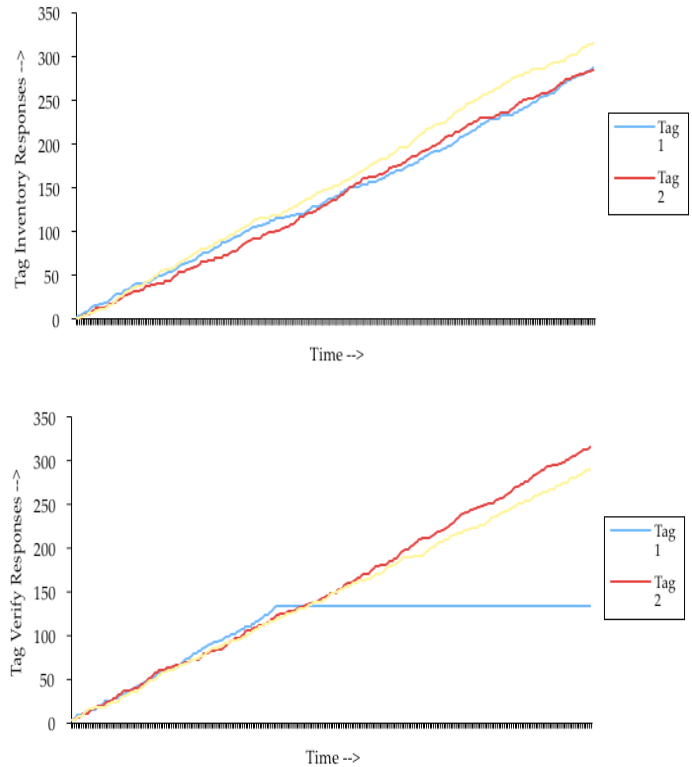 350
300
250
200
150
100
50
0
Tag Inventory Responses -->
Time -->
Tag
1
Tag
2
350
300
250
200
150
100
50
0
Tag Verify Responses -->
Time -->
Tag
1
Tag
2